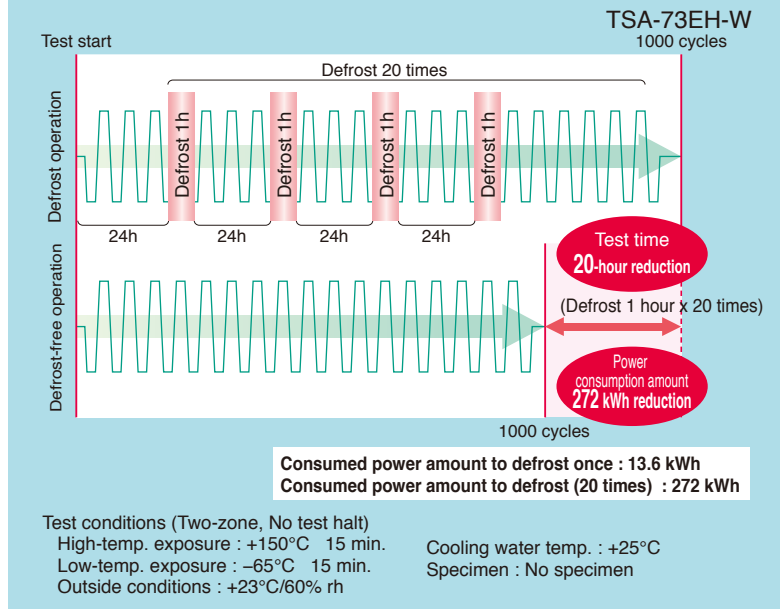 TSA-73EH-W
Test start
1000 cycles
Defrost 20 times
Defrost operation
Defrost 1h
Defrost 1h
Defrost 1h
Defrost 1h
24h
24h
24h
24h
Test time
20-hour reduction
Defrost-free operation
(Defrost 1 hour x 20 times)
Power
consumption amount
272 kWh reduction
1000 cycles
Consumed power amount to defrost once : 13.6 kWh
Consumed power amount to defrost (20 times) : 272 kWh
Test conditions (Two-zone, No test halt)
High-temp. exposure : +150°C 15 min.
Low-temp. exposure : –65°C 15 min.
Outside conditions : +23°C/60% rh
Cooling water temp. : +25°C
Specimen : No specimen